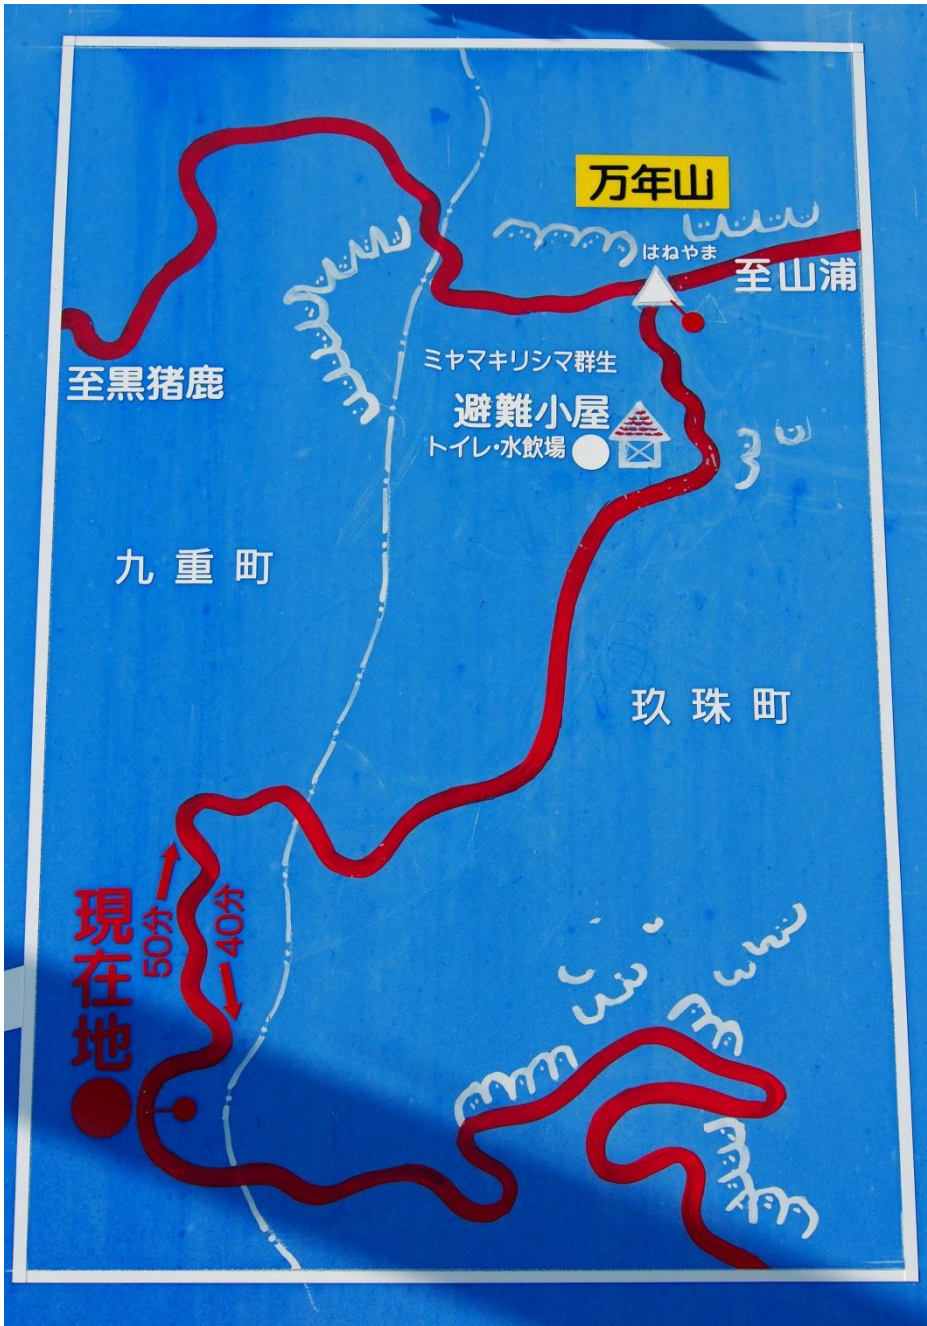 万年山
はねやま
至山浦
至黒猪鹿
ミヤマキリシマ群生
避難小屋
トイレ・水飲場
九重町
玖珠町
50分
40分
現在地